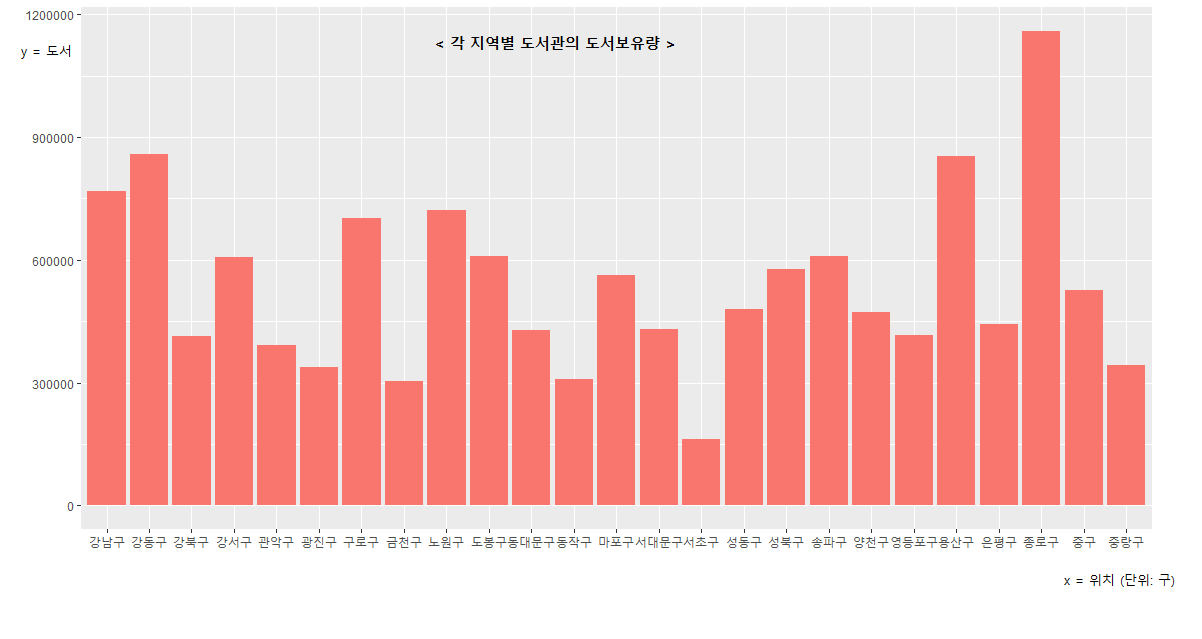 1200000
y = 도서
< 각 지역별 도서관의 도서보유량 >
900000
600000
300000
0
강남구 강동구 강북구 강서구 관악구 광진구 구로구 금천구 노원구 도봉구 동대문구 동작구 마포구 서대문구 서초구 성동구 성북구 송파구 양천구 영등포구 용산구 은평구 종로구 중구 중랑구
x = 위치 (단위: 구)